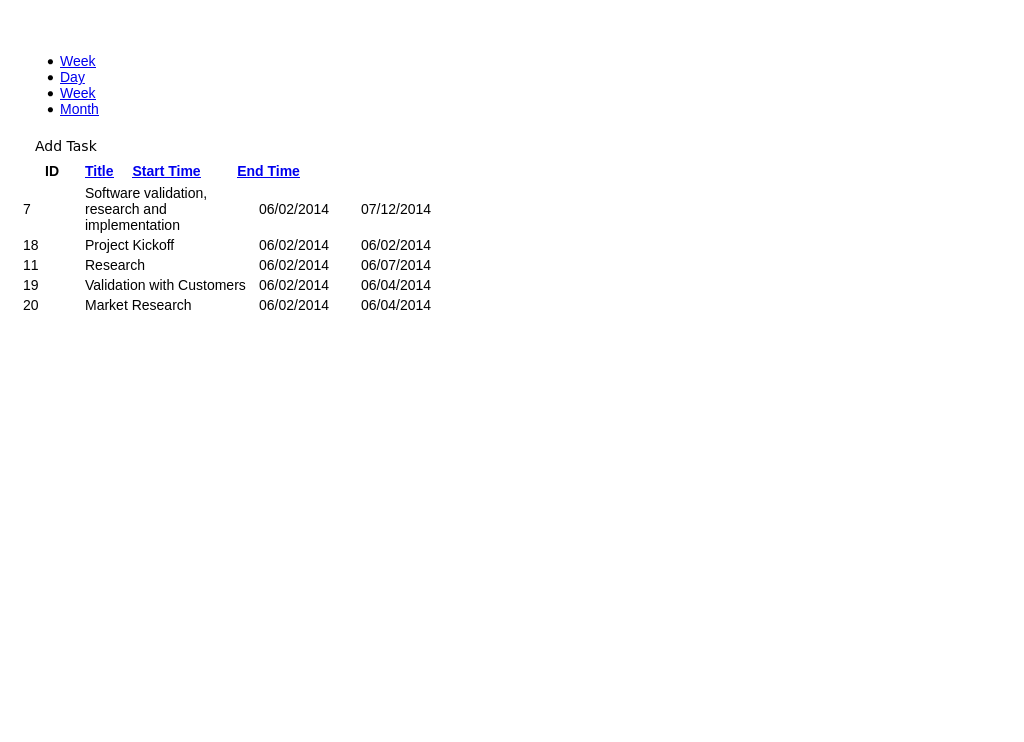 Week
Day
Week
Month
Add Task
ID Title Start Time End Time
Software validation,
7 research and 06/02/2014 07/12/2014
implementation
18 Project Kickoff 06/02/2014 06/02/2014
11 Research 06/02/2014 06/07/2014
19 Validation with Customers 06/02/2014 06/04/2014
20 Market Research 06/02/2014 06/04/2014